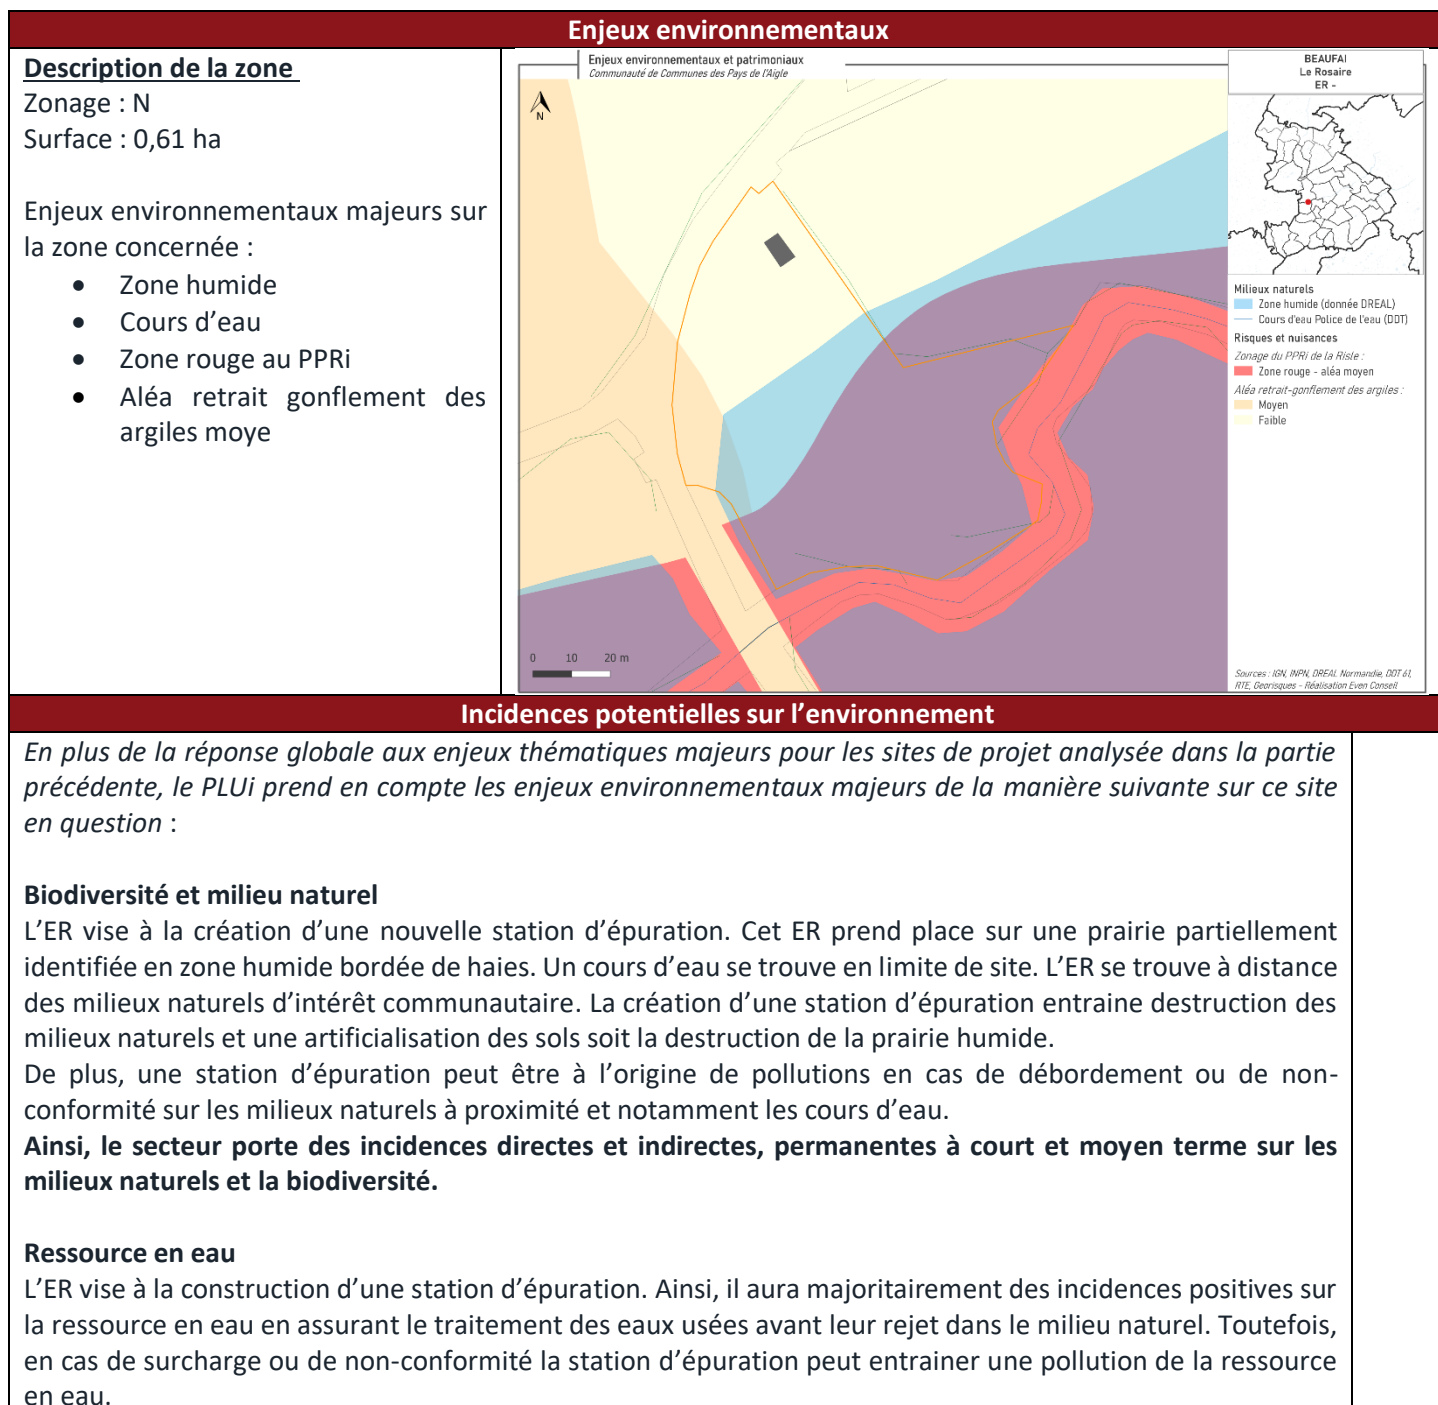 Enjeux environnementaux
Description de la zone
Zonage : N
Surface : 0,61 ha
Enjeux environnementaux majeurs sur
la zone concernée :
• Zone humide
• Cours d'eau
• Zone rouge au PPRi
• Aléa retrait gonflement des
argiles moye
Enjeux environnementaux et patrimoniaux
Communauté de Communes des Pays de l'Aigle
N
0 10 20 m
BEAUFAI
Le Rosaire
ER -
Milieux naturels
Zone humide (donnée DREAL)
Cours d'eau Police de l'eau (DDT)
Risques et nuisances
Zonage du PPRi de la Risle :
Zone rouge - aléa moyen
Aléa retrait-gonflement des argiles :
Moyen
Faible
Sources : IGN, INPN, DREAL Normandie, DDT 61,
RTE, Georisques - Réalisation Even Conseil
Incidences potentielles sur l'environnement
En plus de la réponse globale aux enjeux thématiques majeurs pour les sites de projet analysée dans la partie
précédente, le PLUi prend en compte les enjeux environnementaux majeurs de la manière suivante sur ce site
en question :
Biodiversité et milieu naturel
L'ER vise à la création d'une nouvelle station d'épuration. Cet ER prend place sur une prairie partiellement
identifiée en zone humide bordée de haies. Un cours d'eau se trouve en limite de site. L'ER se trouve à distance
des milieux naturels d'intérêt communautaire. La création d'une station d'épuration entraine destruction des
milieux naturels et une artificialisation des sols soit la destruction de la prairie humide.
De plus, une station d'épuration peut être à l'origine de pollutions en cas de débordement ou de non-
conformité sur les milieux naturels à proximité et notamment les cours d'eau.
Ainsi, le secteur porte des incidences directes et indirectes, permanentes à court et moyen terme sur les
milieux naturels et la biodiversité.
Ressource en eau
L'ER vise à la construction d'une station d'épuration. Ainsi, il aura majoritairement des incidences positives sur
la ressource en eau en assurant le traitement des eaux usées avant leur rejet dans le milieu naturel. Toutefois,
en cas de surcharge ou de non-conformité la station d'épuration peut entrainer une pollution de la ressource
en eau.